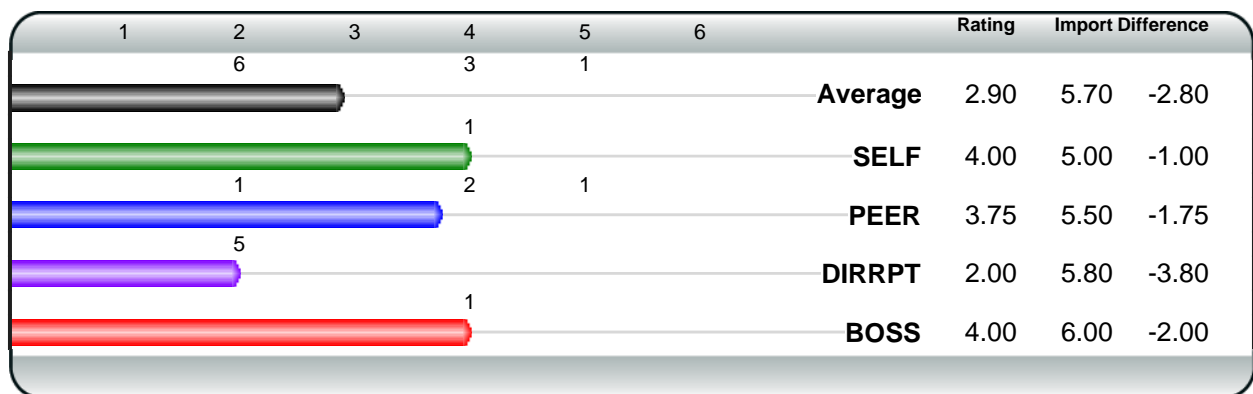 1 2 3 4 5 6 Rating Import Difference
6 3 1
Average 2.90 5.70 -2.80
1
SELF 4.00 5.00 -1.00
1 2 1
PEER 3.75 5.50 -1.75
5
DIRRPT 2.00 5.80 -3.80
1
BOSS 4.00 6.00 -2.00